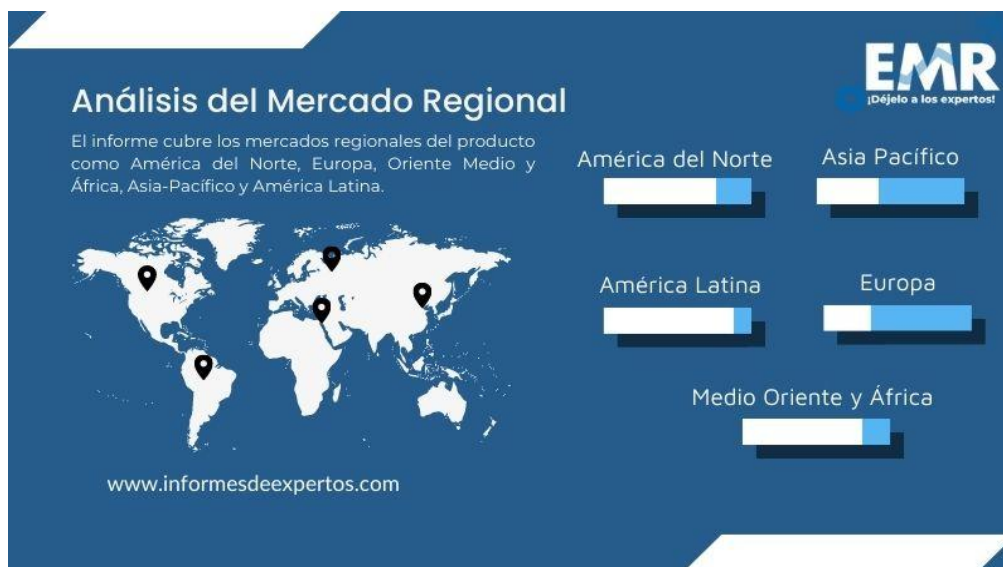 EMR
¡Déjelo a los expertos!
Análisis del Mercado Regional
El informe cubre los mercados regionales del producto
como América del Norte, Europa, Oriente Medio y
África, Asia-Pacífico y América Latina.
América del Norte
Asia Pacífico
América Latina
Europa
Medio Oriente y África
www.informesdeexpertos.com